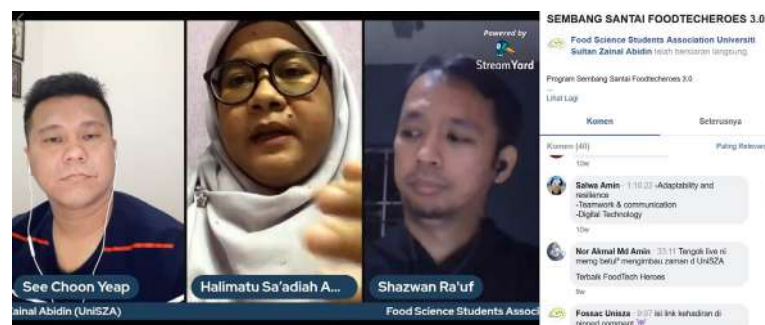 Powered by
StreamYard
See Choon Yeap
Halimatu Sa'adiah A...
Shazwan Ra'uf
ainal Abidin (UniSZA)
Food Science Students Associ
SEMBANG SANTAI FOODTECHEROES 3.0
Food Science Students Association Universiti
Sultan Zainal Abidin telah bersiaran langsung.
Program Sembang Santai Foodtecheroes 3.0
...
Lihat Lagi
Komen
Seterusnya
Komen (40)
Paling Relevan
10w
Salwa Amin · 1:10:22 -Adaptability and
resilience
-Teamwork & communication
-Digital Technology
10w
Nor Akmal Md Amin · 33:11 Tengok live ni
memg betul² mengimbau zaman d UniSZA
Terbaik FoodTech Heroes
9w
Fossac Unisza · 9:07 isi link kehadiran di
pinned comment